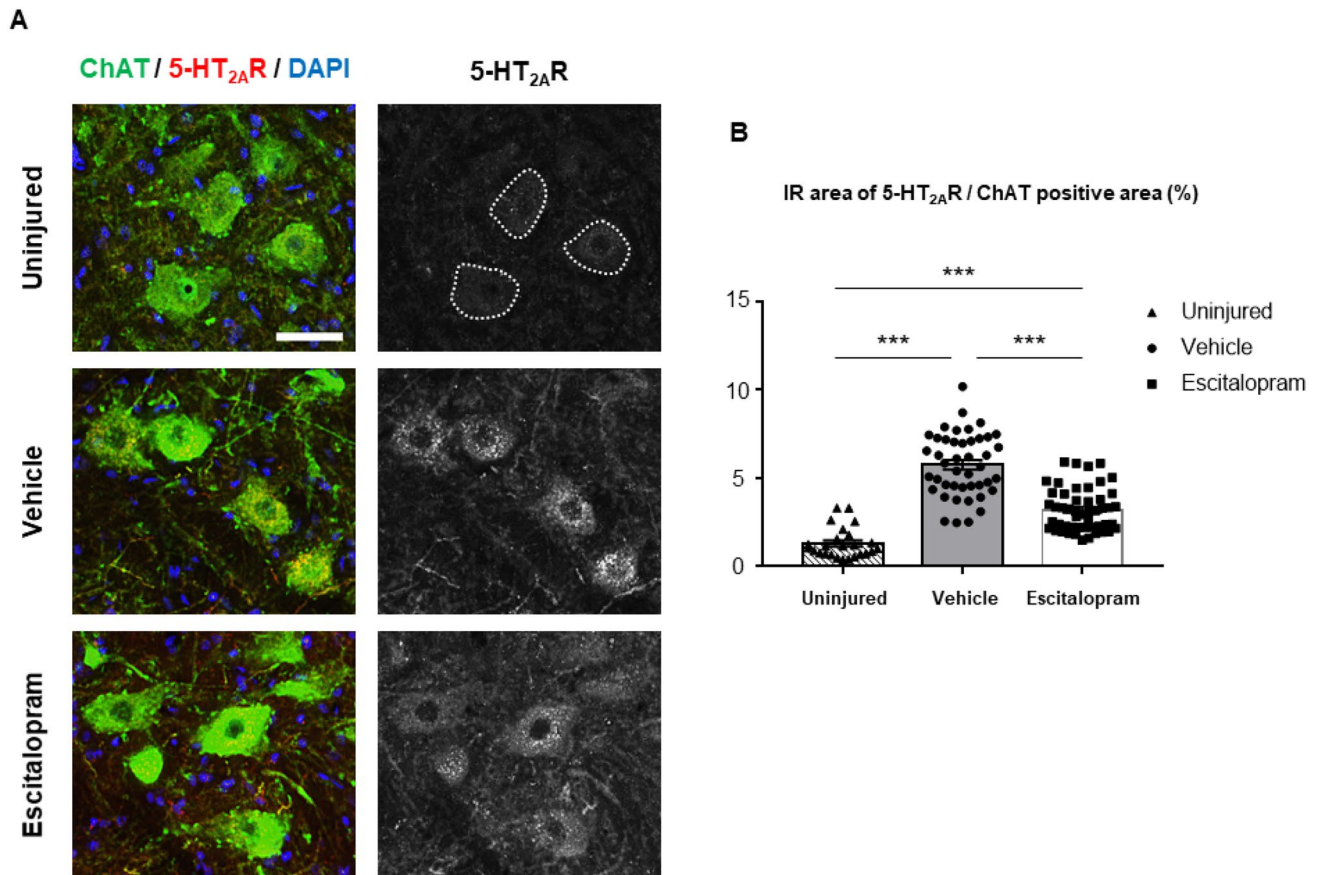 A
ChAT / 5-HT2AR / DAPI
5-HT2AR
Uninjured
Vehicle
Escitalopram
B
IR area of 5-HT2AR / ChAT positive area (%)
***
*** ***
15
10
5
0
Uninjured
Vehicle
Escitalopram
Uninjured Vehicle Escitalopram